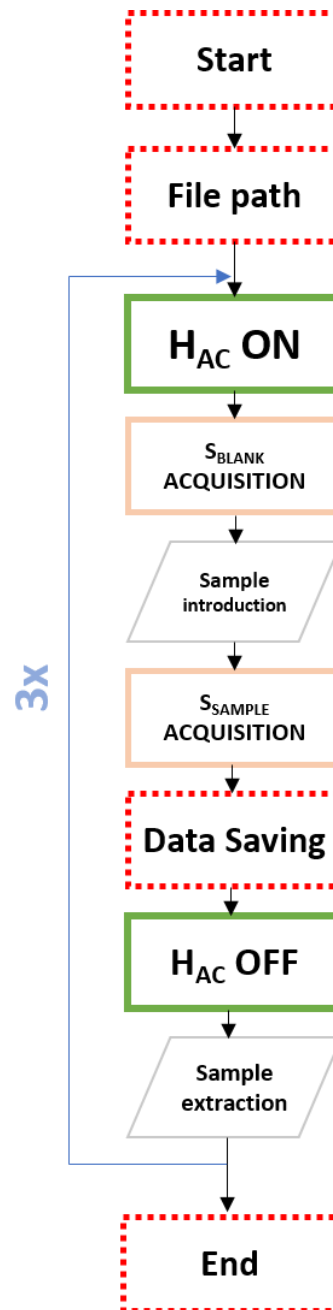 Start
File path
H_AC ON
S_BLANK
ACQUISITION
Sample
introduction
3x
S_SAMPLE
ACQUISITION
Data Saving
H_AC OFF
Sample
extraction
End